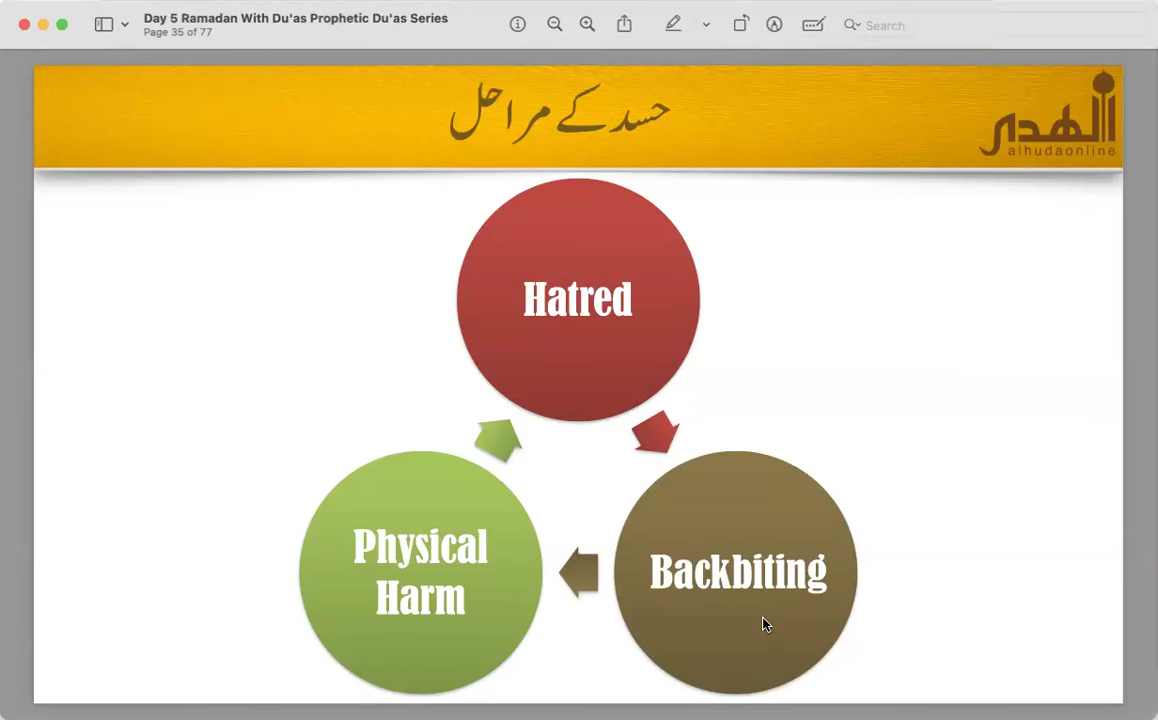 Day 5 Ramadan With Du'as Prophetic Du'as Series
Page 35 of 77
Search
حسد کے مراحل
الهدى
alhudaonline
Hatred
Physical
Harm
Backbiting